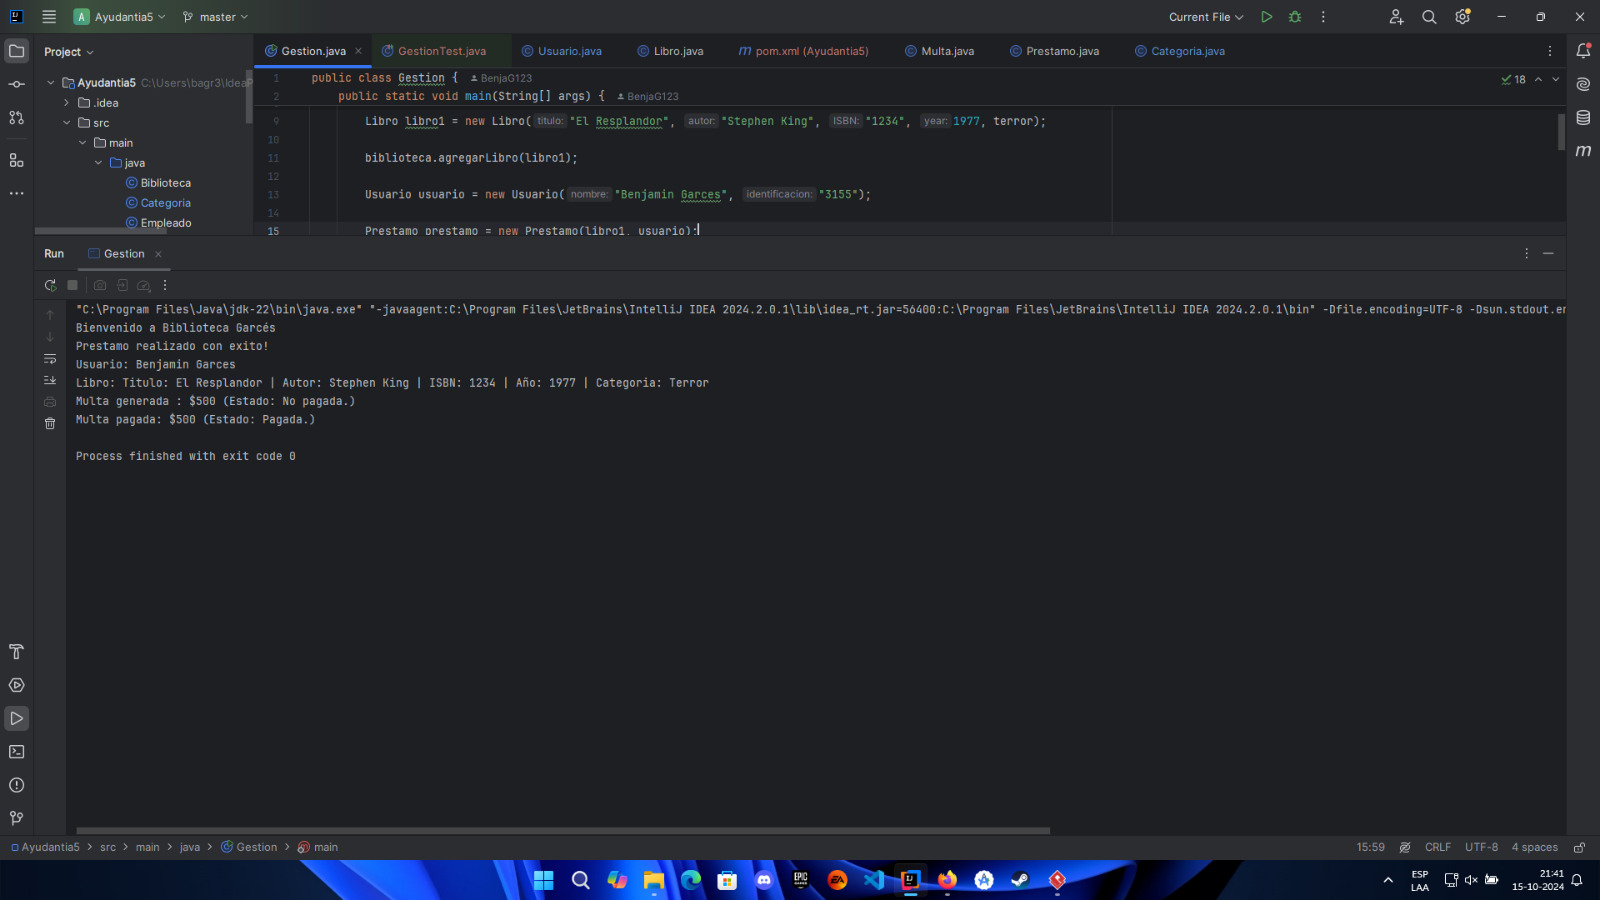 A Ayudantia5 master Current File
Project Gestion.java GestionTest.java Usuario.java Libro.java m pom.xml (Ayudantia5) Multa.java Prestamo.java Categoria.java
Ayudantia5 C:\Users\bagr3\IdeaP
.idea
src
main
java
Biblioteca
Categoria
Empleado
1 public class Gestion { BenjaG123 18
2 public static void main(String[] args) { BenjaG123
9 Libro libro1 = new Libro( titulo: "El Resplandor", autor: "Stephen King", ISBN: "1234", year: 1977, terror);
10
11 biblioteca.agregarLibro(libro1);
12
13 Usuario usuario = new Usuario( nombre: "Benjamin Garces", identificacion: "3155");
14
15 Prestamo prestamo = new Prestamo(libro1, usuario);
Run Gestion
"C:\Program Files\Java\jdk-22\bin\java.exe" "-javaagent:C:\Program Files\JetBrains\IntelliJ IDEA 2024.2.0.1\lib\idea_rt.jar=56400:C:\Program Files\JetBrains\IntelliJ IDEA 2024.2.0.1\bin" -Dfile.encoding=UTF-8 -Dsun.stdout.en
Bienvenido a Biblioteca Garcés
Prestamo realizado con exito!
Usuario: Benjamin Garces
Libro: Titulo: El Resplandor | Autor: Stephen King | ISBN: 1234 | Año: 1977 | Categoria: Terror
Multa generada : $500 (Estado: No pagada.)
Multa pagada: $500 (Estado: Pagada.)
Process finished with exit code 0
Ayudantia5 > src > main > java > Gestion > main 15:59 CRLF UTF-8 4 spaces
EPIC GAMES EA IJ ESP LAA 21:41
15-10-2024